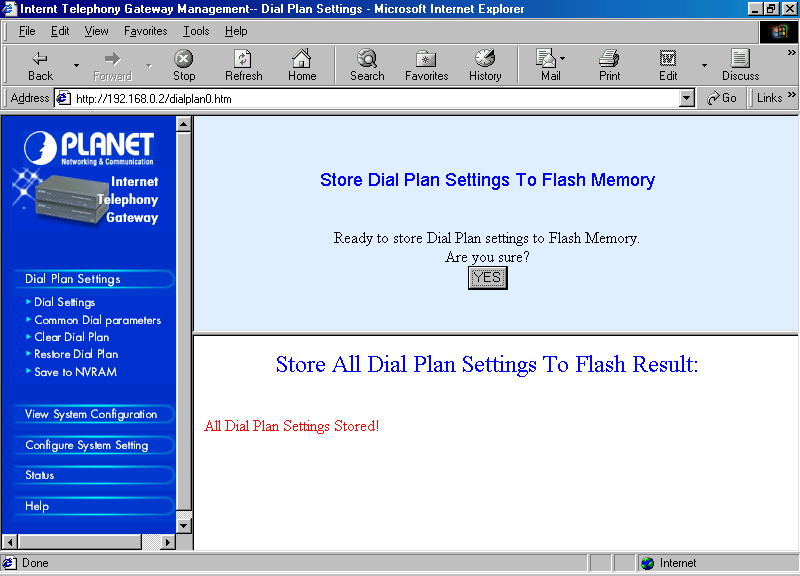 Internt Telephony Gateway Management-- Dial Plan Settings - Microsoft Internet Explorer
File Edit View Favorites Tools Help
Back Forward Stop Refresh Home Search Favorites History Mail Print Edit Discuss
Address http://192.168.0.2/dialplan0.htm Go Links
PLANET
Networking & Communication
Internet
Telephony
Gateway
Dial Plan Settings
Dial Settings
Common Dial parameters
Clear Dial Plan
Restore Dial Plan
Save to NVRAM
View System Configuration
Configure System Setting
Status
Help
Store Dial Plan Settings To Flash Memory
Ready to store Dial Plan settings to Flash Memory.
Are you sure?
YES
Store All Dial Plan Settings To Flash Result:
All Dial Plan Settings Stored!
Done Internet